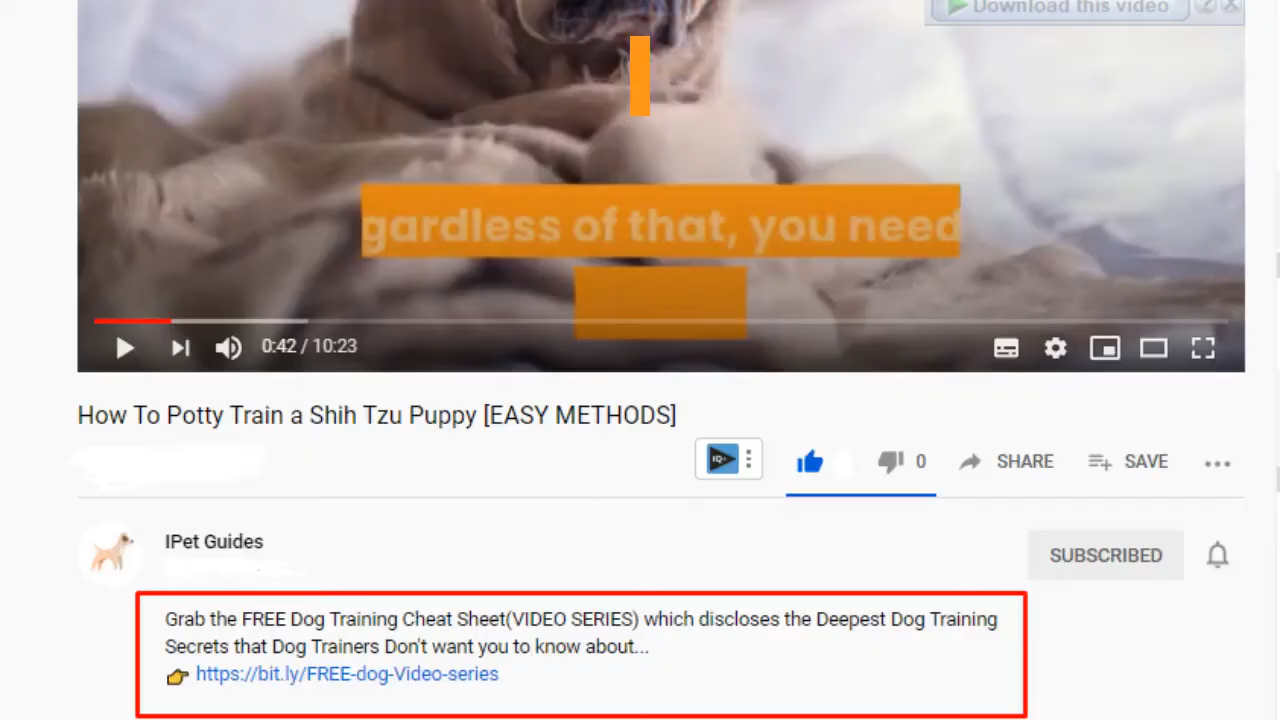 Download this video
gardless of that, you need
0:42 / 10:23
How To Potty Train a Shih Tzu Puppy [EASY METHODS]
IQ
0
SHARE
SAVE
IPet Guides
SUBSCRIBED
Grab the FREE Dog Training Cheat Sheet(VIDEO SERIES) which discloses the Deepest Dog Training
Secrets that Dog Trainers Don't want you to know about...
https://bit.ly/FREE-dog-Video-series